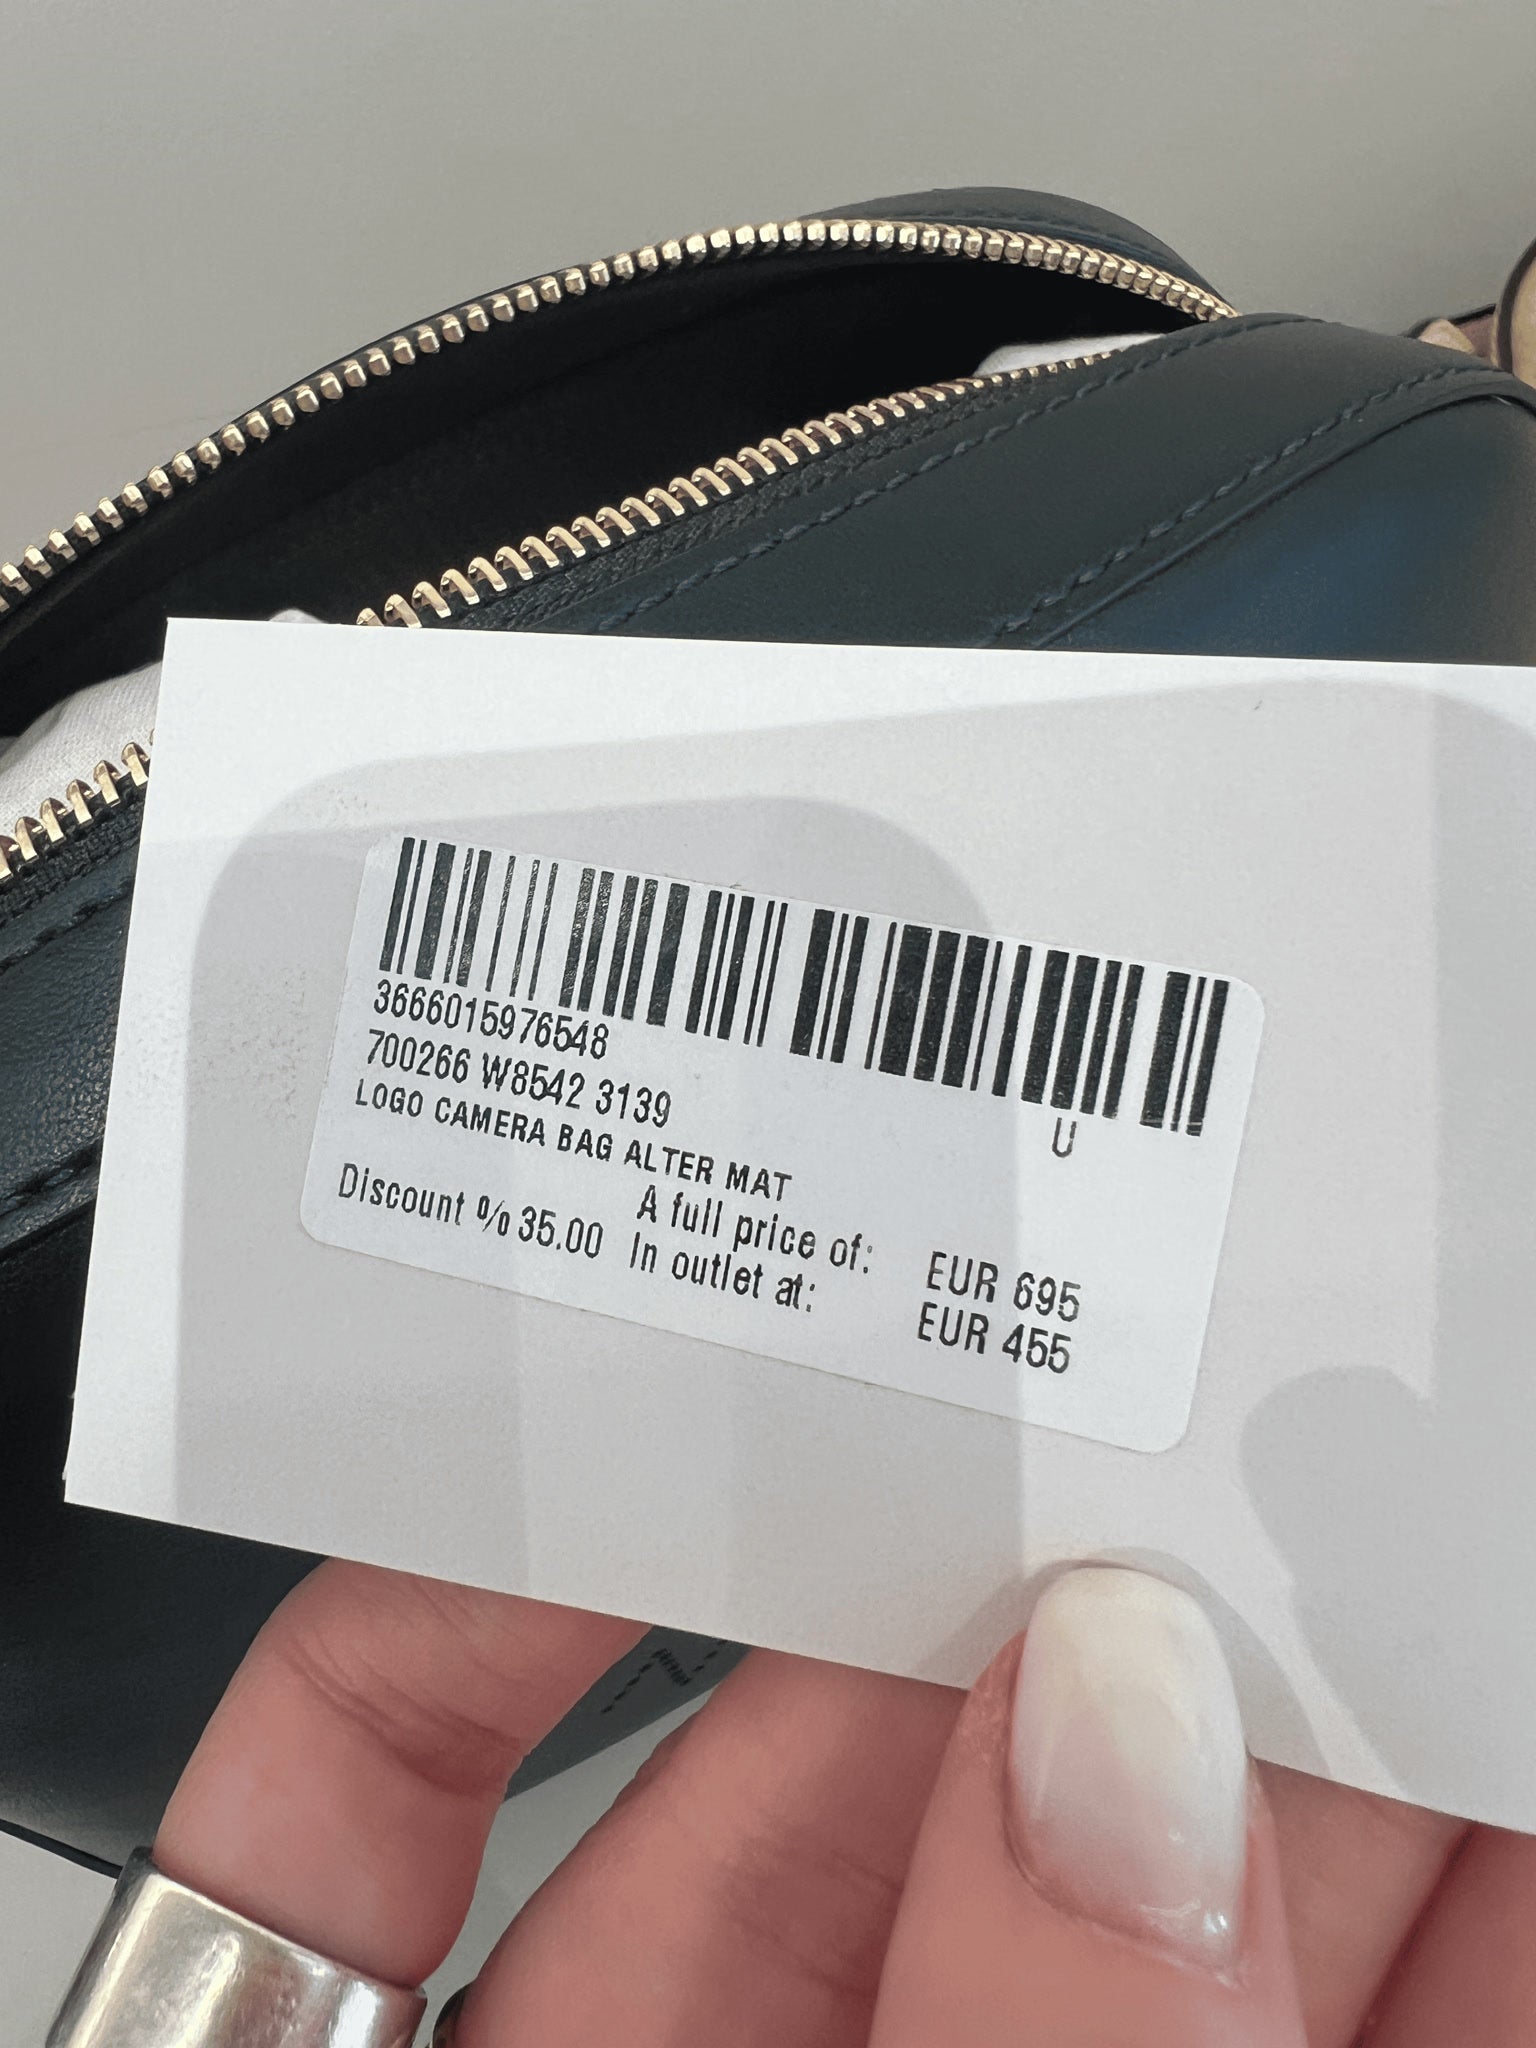 3666015976548
700266 W8542 3139
U
LOGO CAMERA BAG ALTER MAT
A full price of: EUR 695
Discount % 35.00 In outlet at: EUR 455